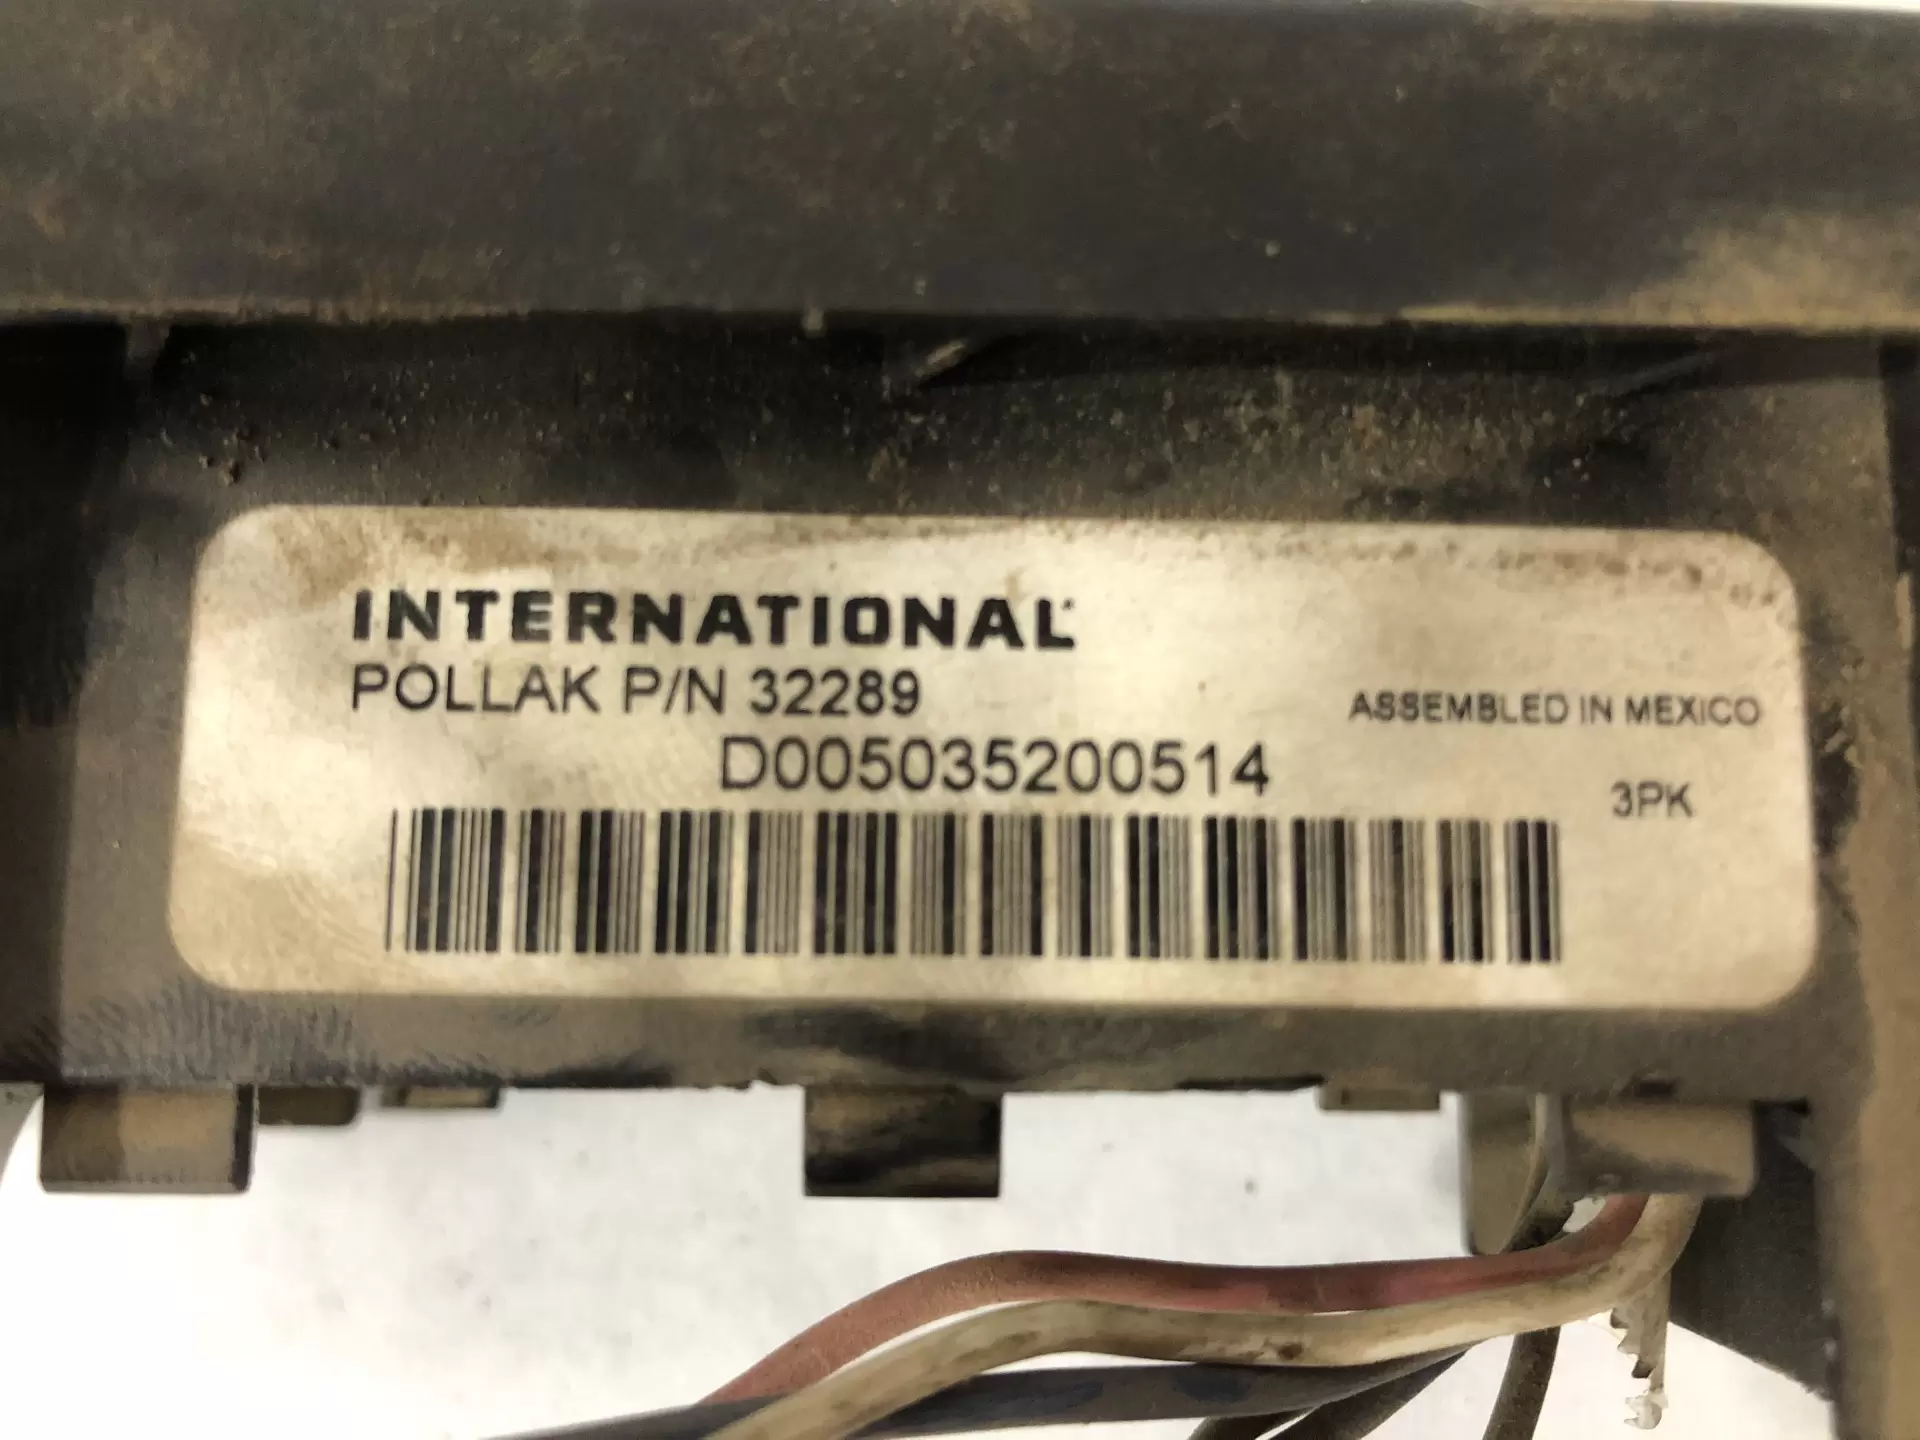 INTERNATIONAL
POLLAK P/N 32289
ASSEMBLED IN MEXICO
D005035200514
3PK